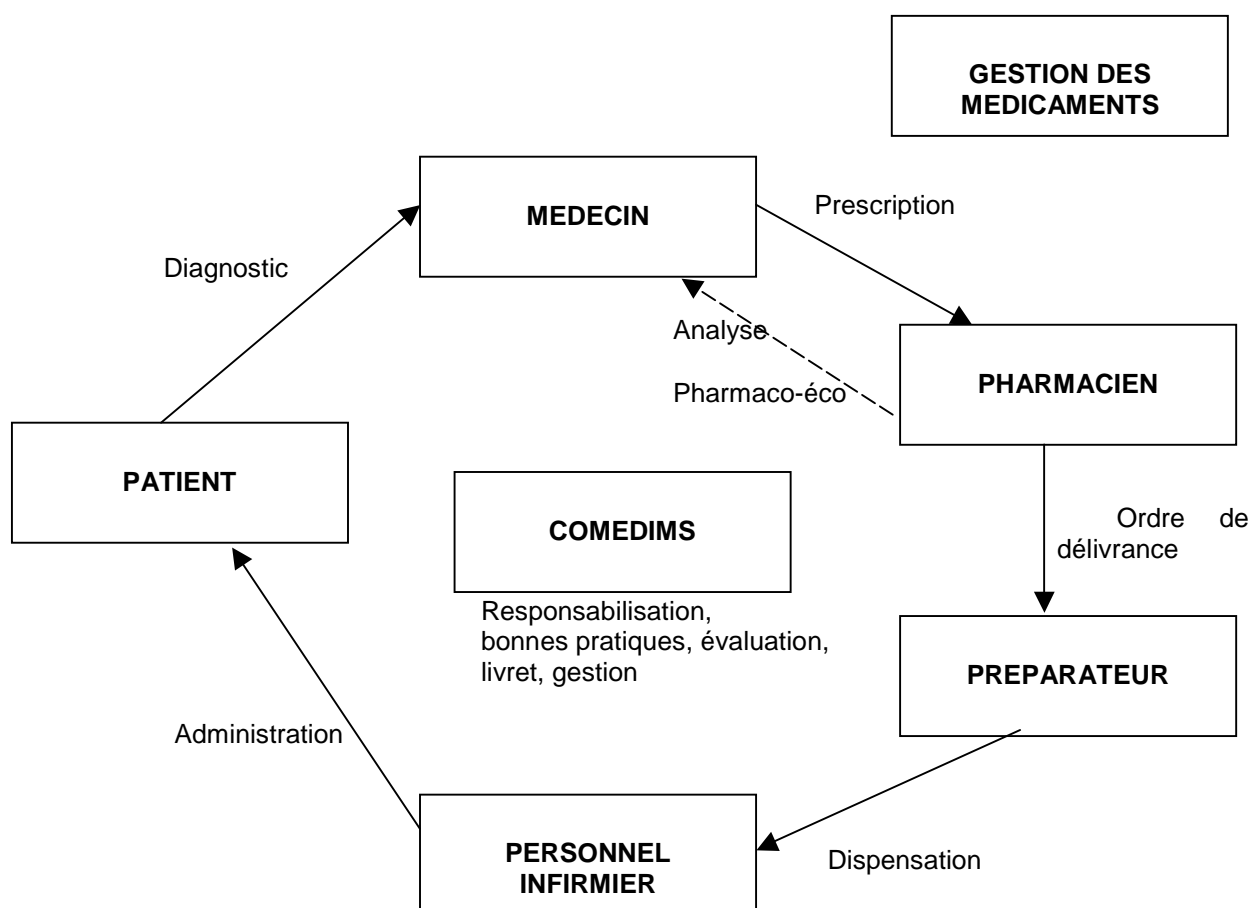 GESTION DES
MEDICAMENTS
MEDECIN
Prescription
Diagnostic
Analyse
Pharmaco-éco
PHARMACIEN
PATIENT
COMEDIMS
Ordre de
délivrance
Responsabilisation,
bonnes pratiques, évaluation,
livret, gestion
PREPARATEUR
Administration
PERSONNEL
INFIRMIER
Dispensation